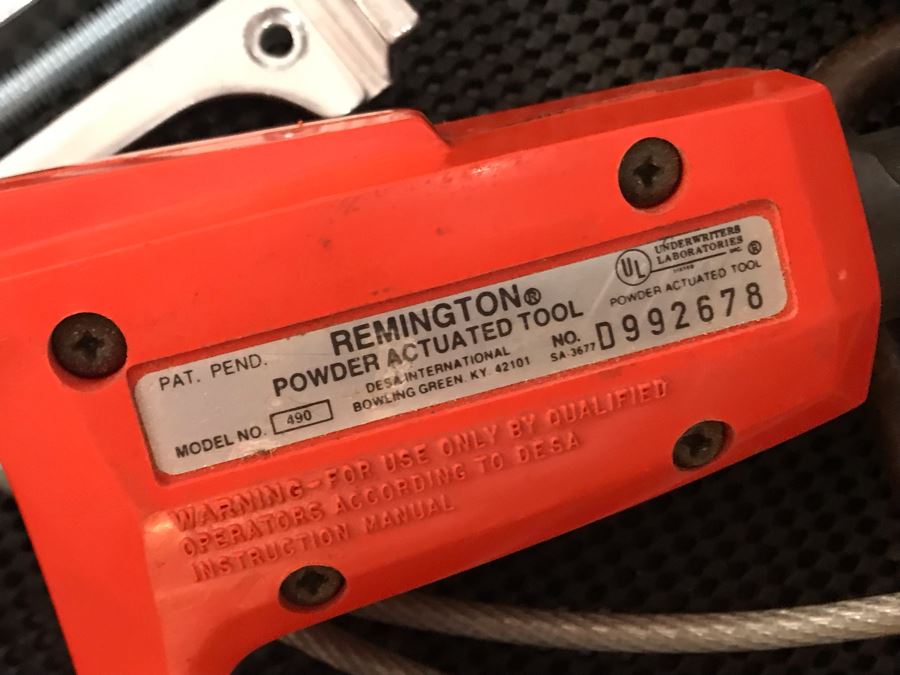 PAT. PEND.
REMINGTON®
POWDER ACTUATED TOOL
DESA INTERNATIONAL
BOWLING GREEN, KY. 42101
MODEL NO. 490
UL
UNDERWRITERS
LABORATORIES
INC. ®
LISTED
POWDER ACTUATED TOOL
NO. D992678
SA-3677
WARNING-FOR USE ONLY BY QUALIFIED
OPERATORS ACCORDING TO DESA
INSTRUCTION MANUAL